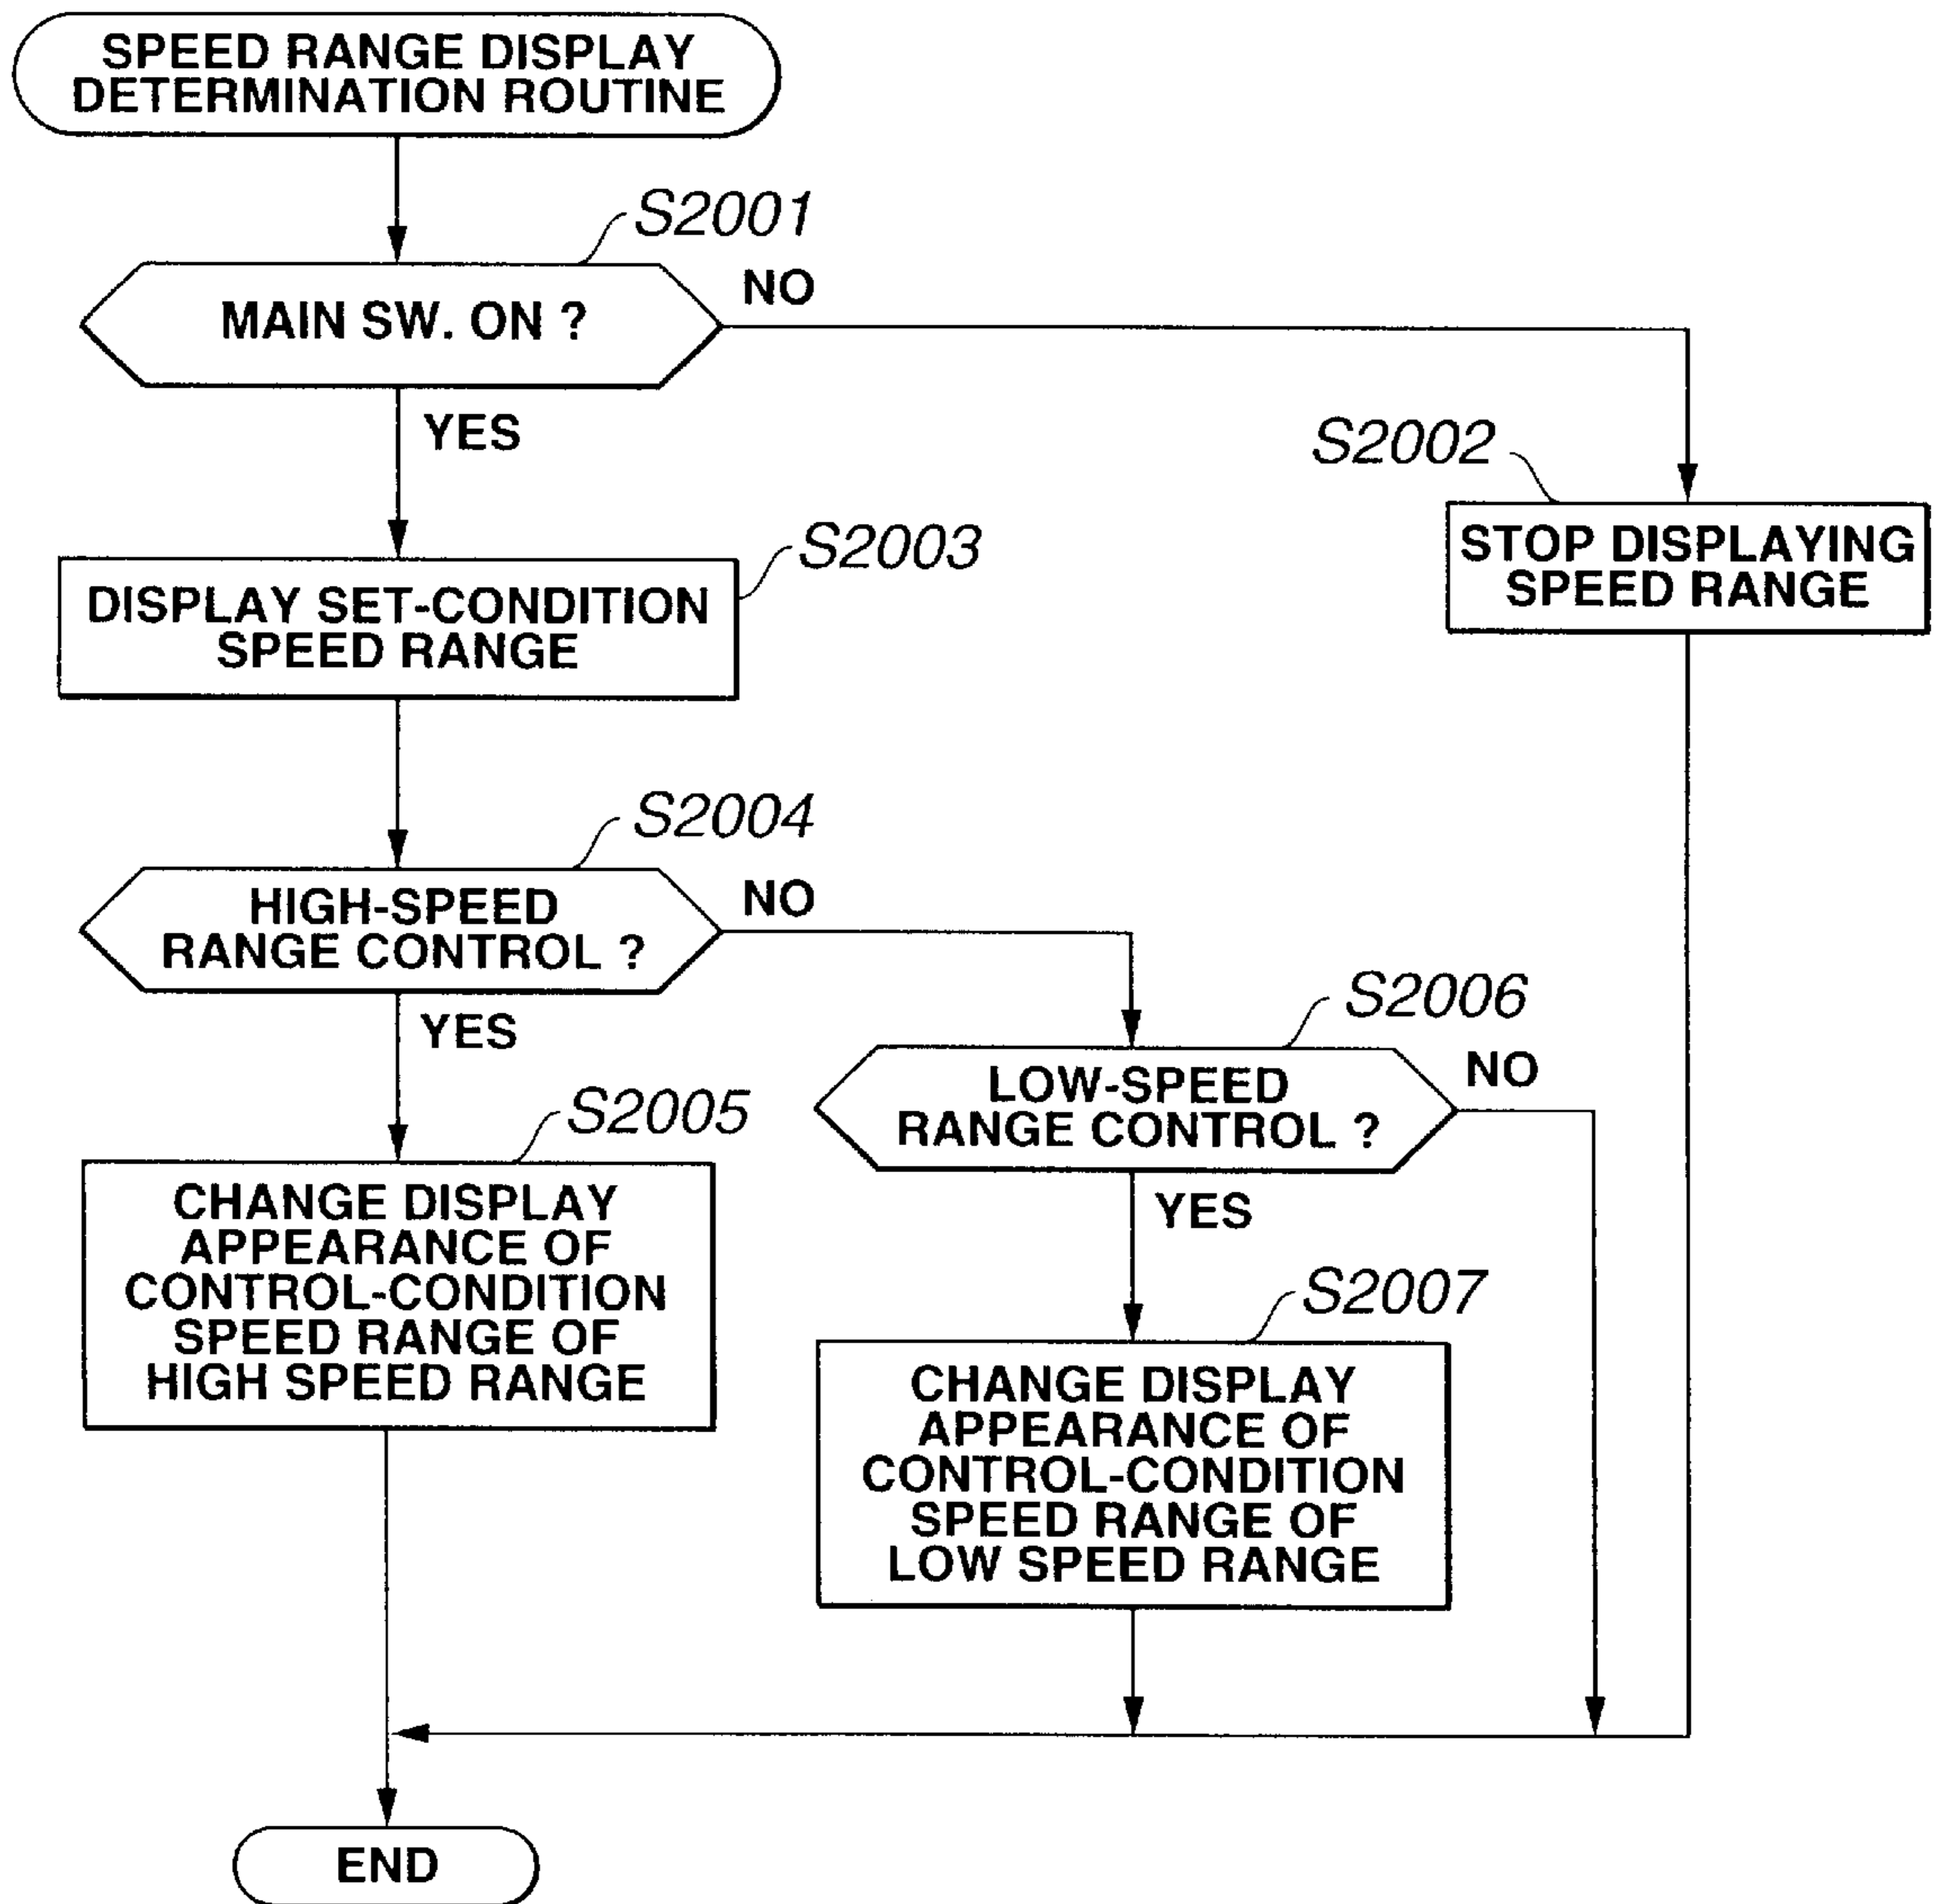 SPEED RANGE DISPLAY
DETERMINATION ROUTINE
S2001
MAIN SW. ON ?
NO
YES
S2002
STOP DISPLAYING
SPEED RANGE
S2003
DISPLAY SET-CONDITION
SPEED RANGE
S2004
HIGH-SPEED
RANGE CONTROL ?
NO
YES
S2006
LOW-SPEED
RANGE CONTROL ?
NO
YES
S2005
CHANGE DISPLAY
APPEARANCE OF
CONTROL-CONDITION
SPEED RANGE OF
HIGH SPEED RANGE
S2007
CHANGE DISPLAY
APPEARANCE OF
CONTROL-CONDITION
SPEED RANGE OF
LOW SPEED RANGE
END